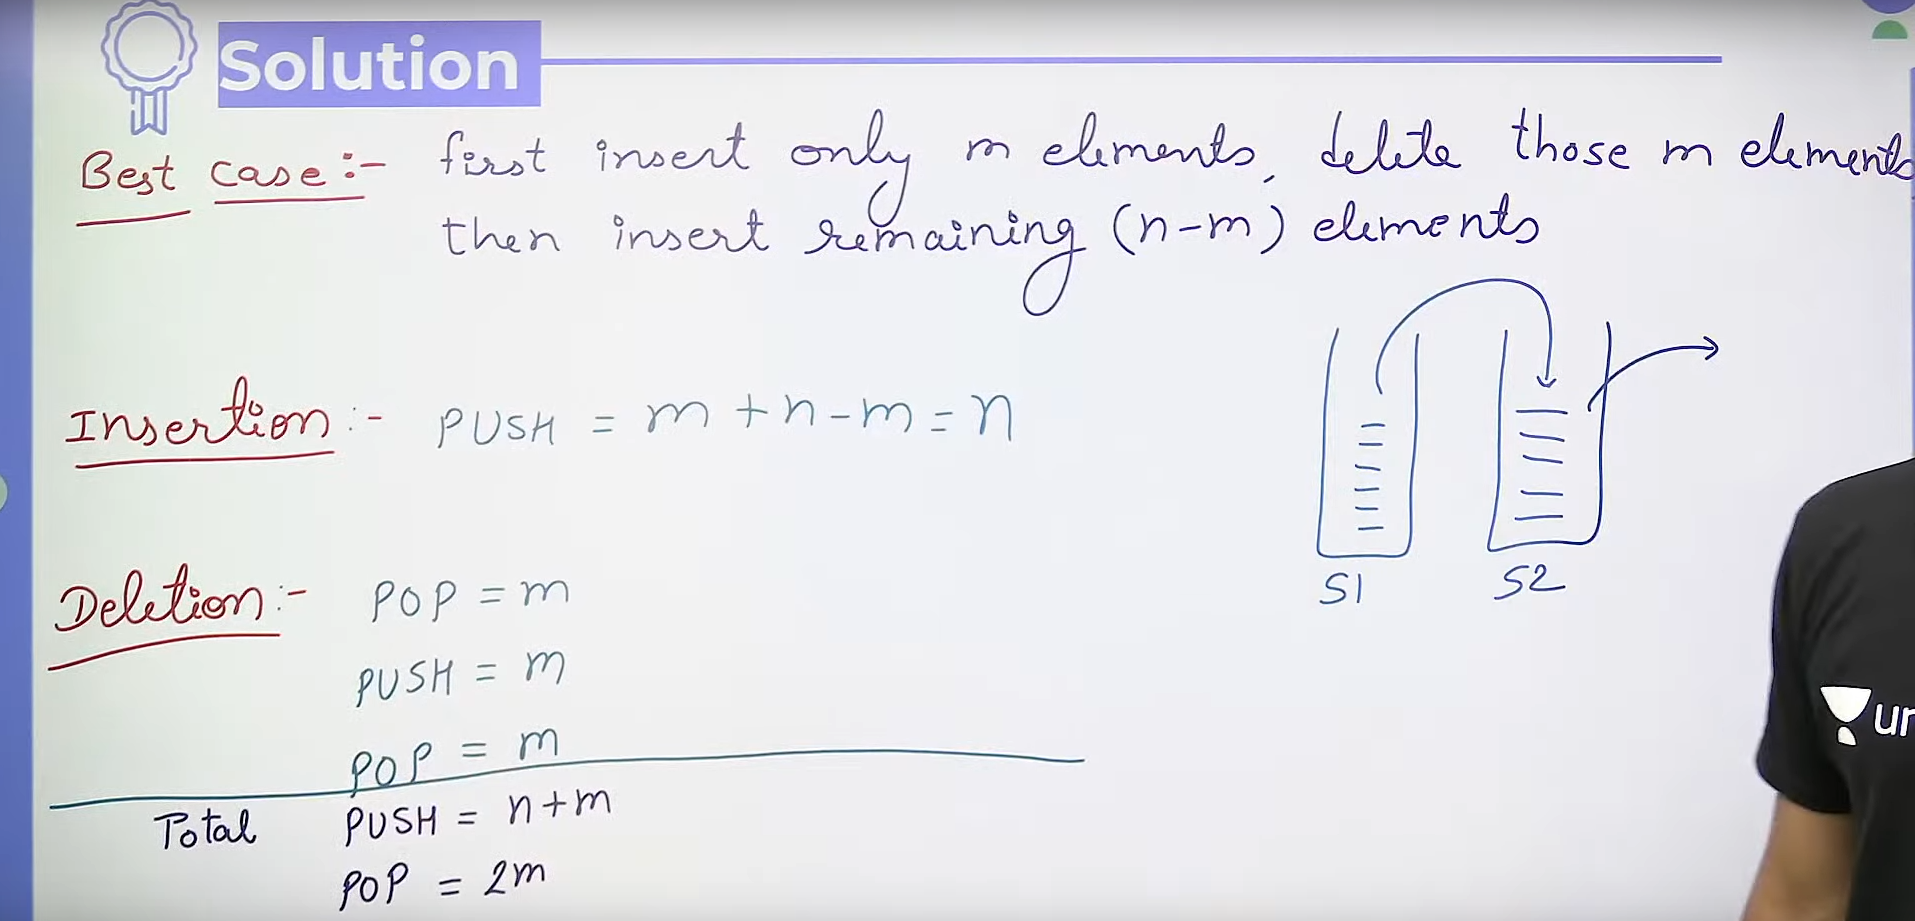 Solution
Best case:- first insert only m elements, delete those m elements
then insert remaining (n-m) elements
Insertion:- PUSH = m+n-m=n
Deletion:- POP = m
PUSH = m
POP = m
Total PUSH = n+m
POP = 2m
S1 S2
un